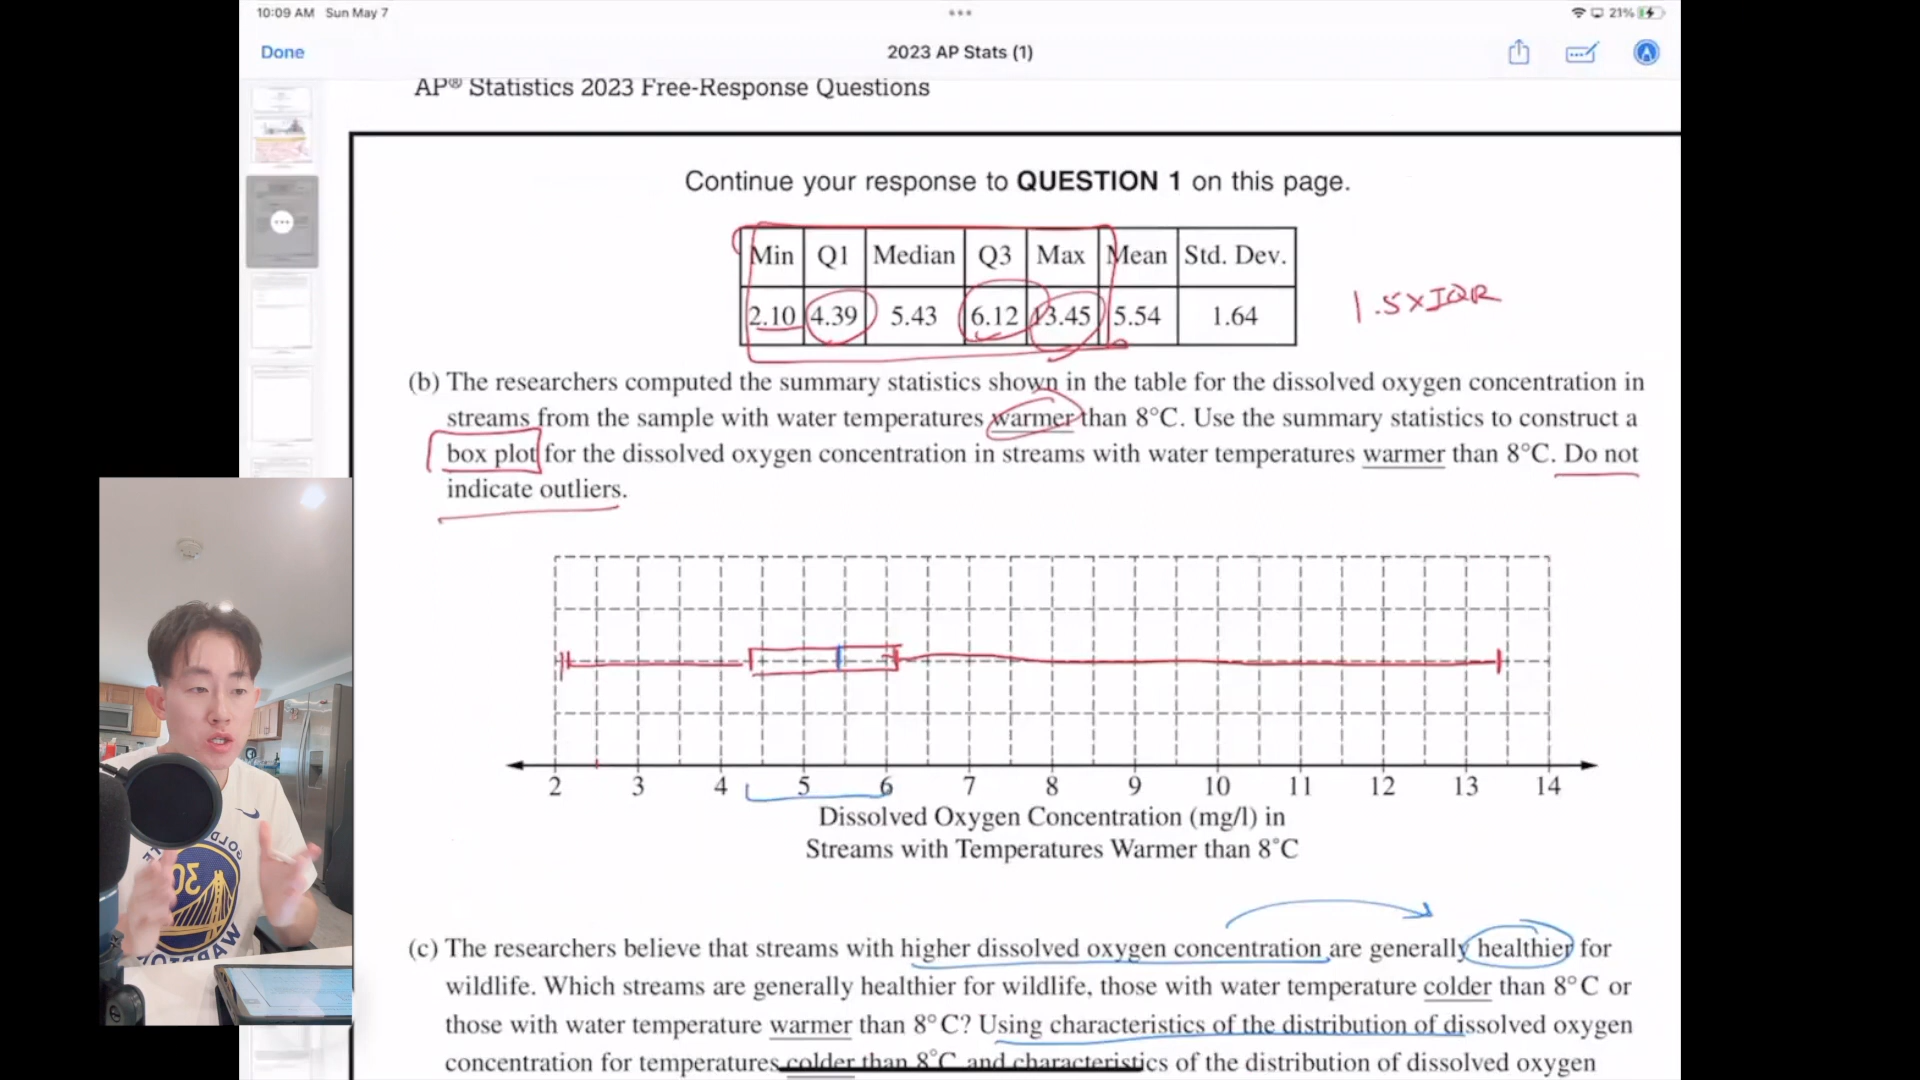 10:09 AM Sun May 7
21%
Done
2023 AP Stats (1)
AP® Statistics 2023 Free-Response Questions
Continue your response to QUESTION 1 on this page.
Min Q1 Median Q3 Max Mean Std. Dev.
2.10 4.39 5.43 6.12 13.45 5.54 1.64
1.5×IQR
(b) The researchers computed the summary statistics shown in the table for the dissolved oxygen concentration in
streams from the sample with water temperatures warmer than 8°C. Use the summary statistics to construct a
box plot for the dissolved oxygen concentration in streams with water temperatures warmer than 8°C. Do not
indicate outliers.
2 3 4 5 6 7 8 9 10 11 12 13 14
Dissolved Oxygen Concentration (mg/l) in
Streams with Temperatures Warmer than 8°C
30
(c) The researchers believe that streams with higher dissolved oxygen concentration are generally healthier for
wildlife. Which streams are generally healthier for wildlife, those with water temperature colder than 8°C or
those with water temperature warmer than 8°C? Using characteristics of the distribution of dissolved oxygen
concentration for temperatures colder than 8°C and characteristics of the distribution of dissolved oxygen